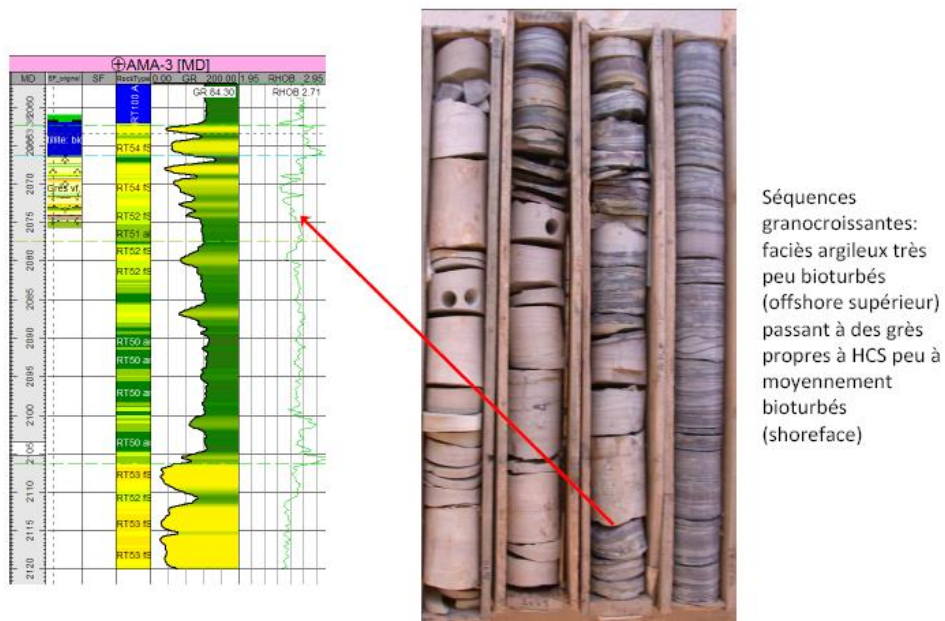 AMA-3 [MD]
MD SF_original SF RockType 0.00 GR 200.00 1.95 RHOB 2.95
GR 84.30 RHOB 2.71
RT100 A
RT54 fS
Grès vf
RT54 fS
2070
RT52 fS
2075
RT52 fS
2080
RT52 fS
2085
2090
RT50 ar
RT50 ar
2095
RT50 ar
2100
RT50 ar
2105
RT53 fS
2110
RT52 fS
2115
RT53 fS
RT53 fS
2120
Séquences
granocroissantes:
faciès argileux très
peu bioturbés
(offshore supérieur)
passant à des grès
propres à HCS peu à
moyennement
bioturbés
(shoreface)